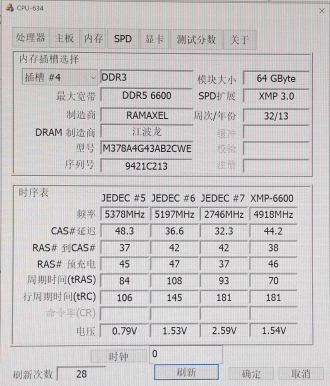 CPU-634
处理器 主板 内存 SPD 显卡 测试分数 关于
内存插槽选择
插槽 #4 DDR3 模块大小 64 GByte
最大宽带 DDR5 6600 SPD扩展 XMP 3.0
制造商 RAMAXEL 周次/年份 32/13
DRAM 制造商 江波龙 缓冲
型号 M378A4G43AB2CWE 校验
序列号 9421C213 注册
时序表
JEDEC #5 JEDEC #6 JEDEC #7 XMP-6600
频率 5378MHz 5197MHz 2746MHz 4918MHz
CAS#延迟 48.3 36.6 32.3 44.2
RAS# 到CAS# 37 42 42 38
RAS# 预充电 45 47 37 46
周期时间(tRAS) 84 108 93 70
行周期时间(tRC) 106 145 181 181
命令率(CR)
电压 0.79V 1.53V 2.59V 1.54V
时钟 0
刷新次数 28 刷新 确定 取消